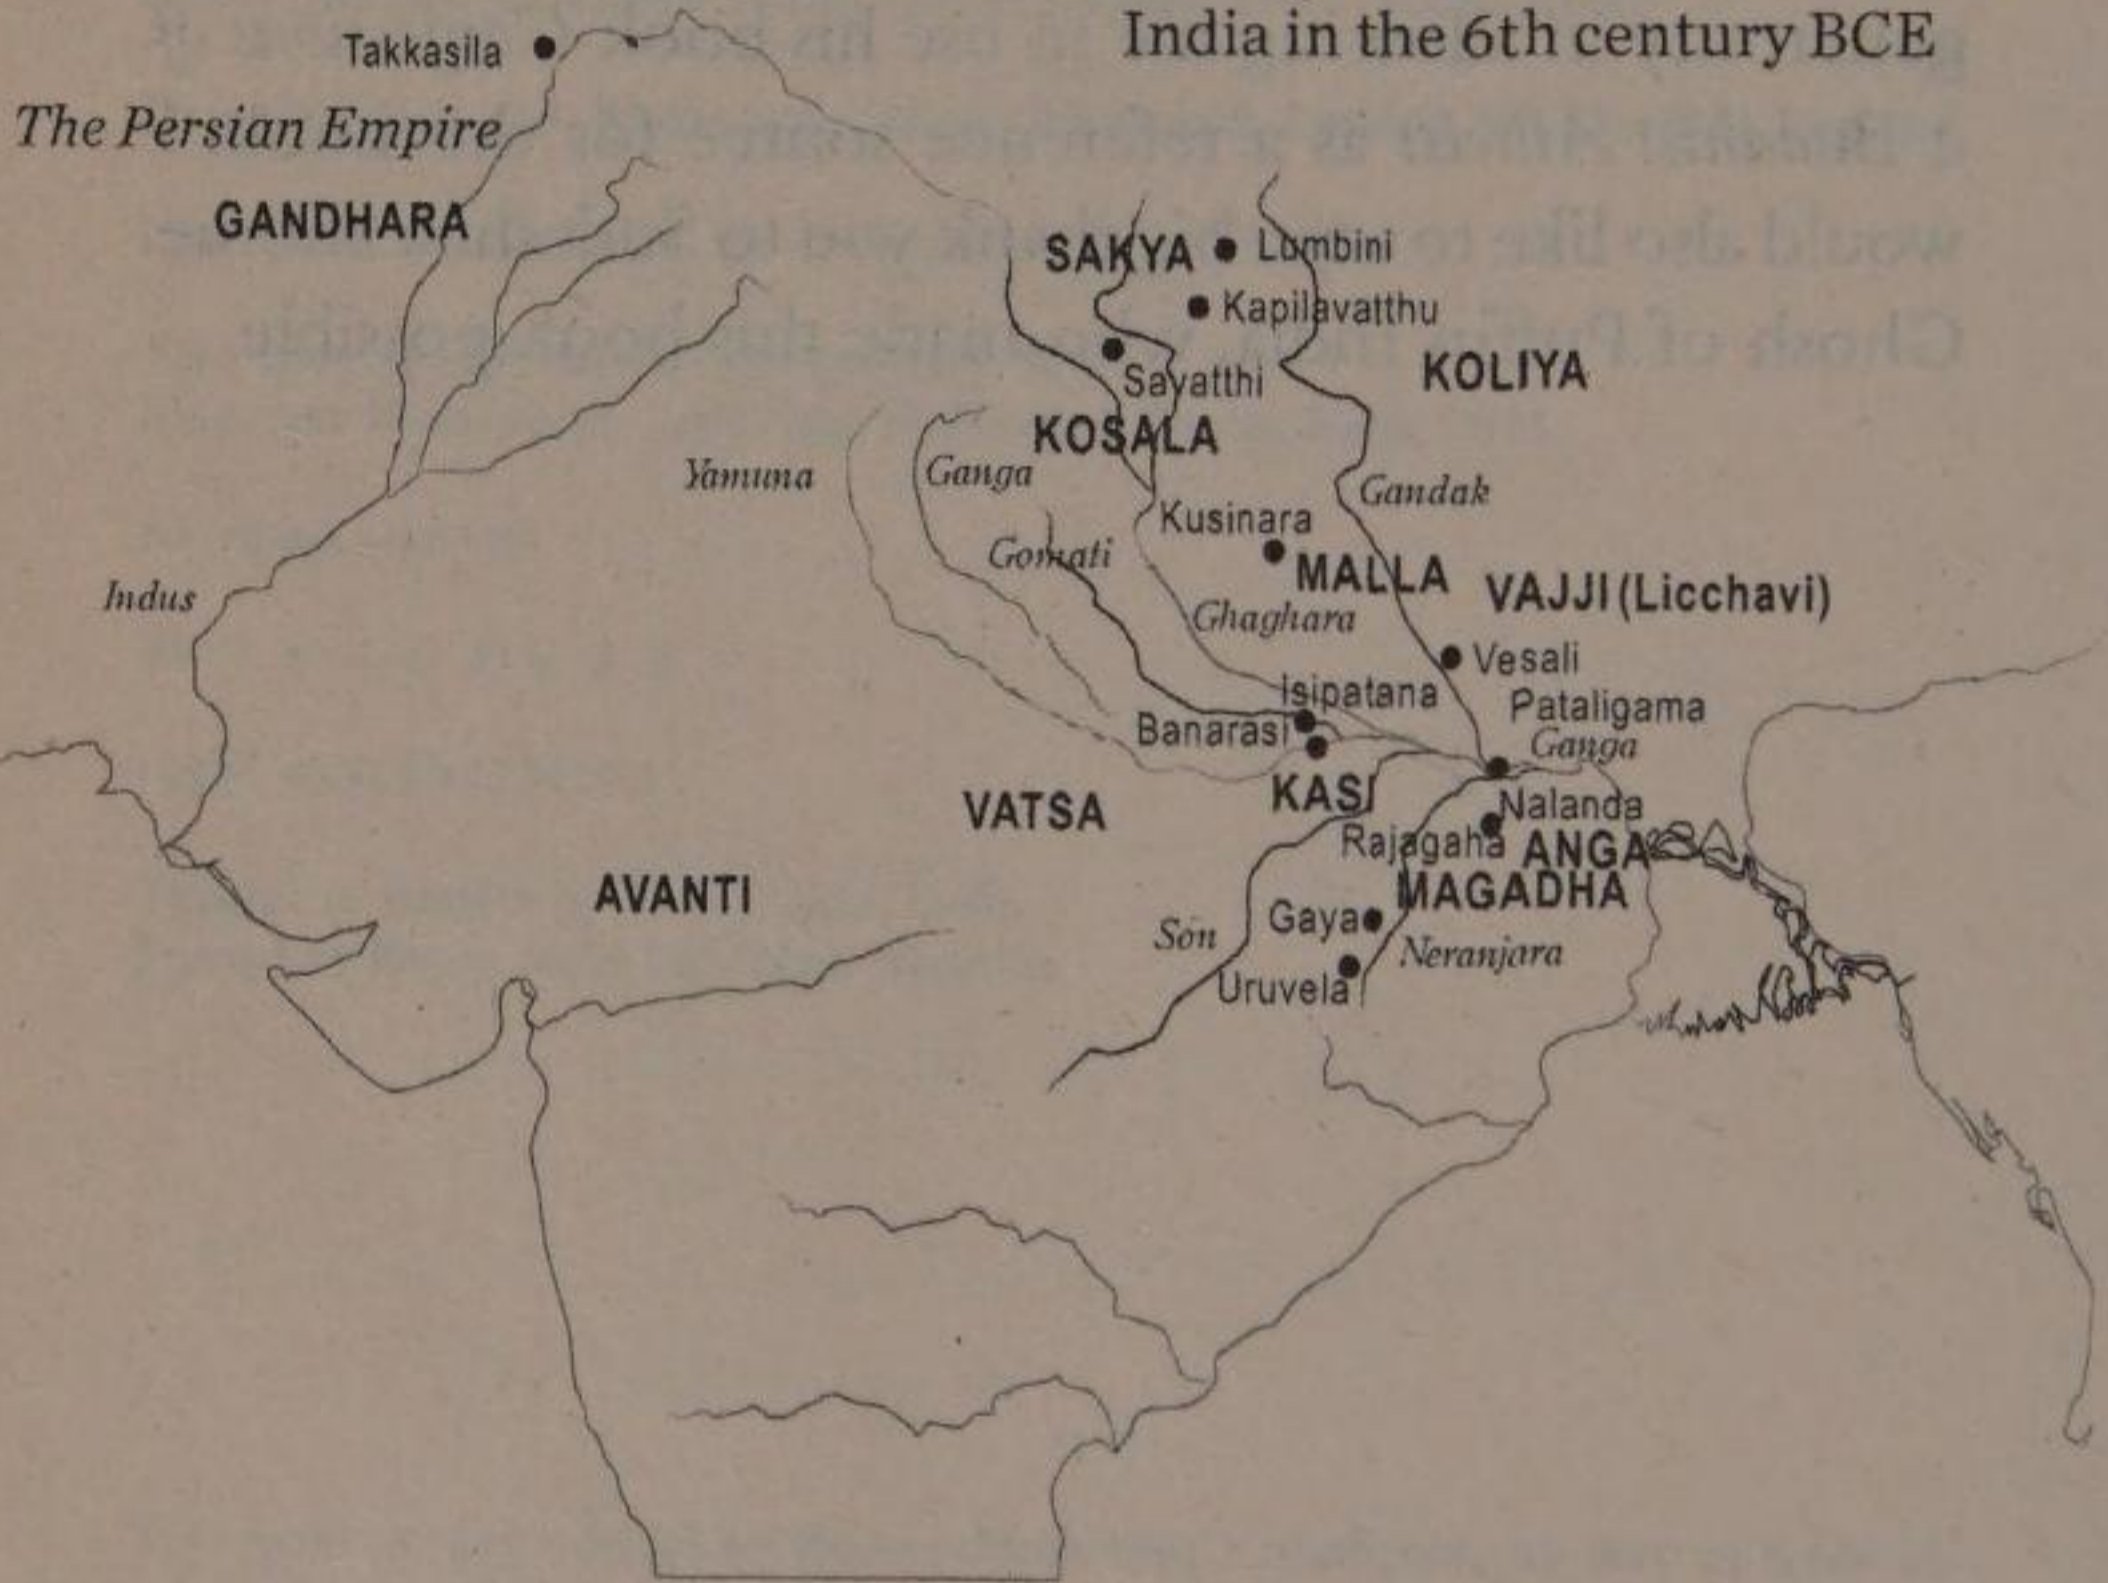 India in the 6th century BCE
Takkasila
The Persian Empire
GANDHARA
SAKYA
Lumbini
Kapilavatthu
Savatthi
KOLIYA
KOSALA
Yamuna
Ganga
Gandak
Kusinara
Gomati
MALLA
VAJJI (Licchavi)
Indus
Ghaghara
Vesali
Isipatana
Pataligama
Banarasi
Ganga
VATSA
KASI
Nalanda
Rajagaha
ANGA
AVANTI
MAGADHA
Gaya
Son
Neranjara
Uruvela